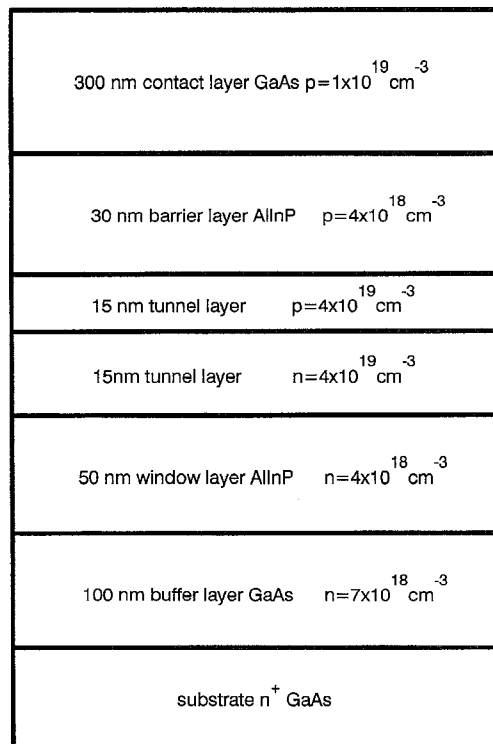 300 nm contact layer GaAs p=1x10^19 cm^-3
30 nm barrier layer AlInP p=4x10^18 cm^-3
15 nm tunnel layer p=4x10^19 cm^-3
15nm tunnel layer n=4x10^19 cm^-3
50 nm window layer AlInP n=4x10^18 cm^-3
100 nm buffer layer GaAs n=7x10^18 cm^-3
substrate n^+ GaAs